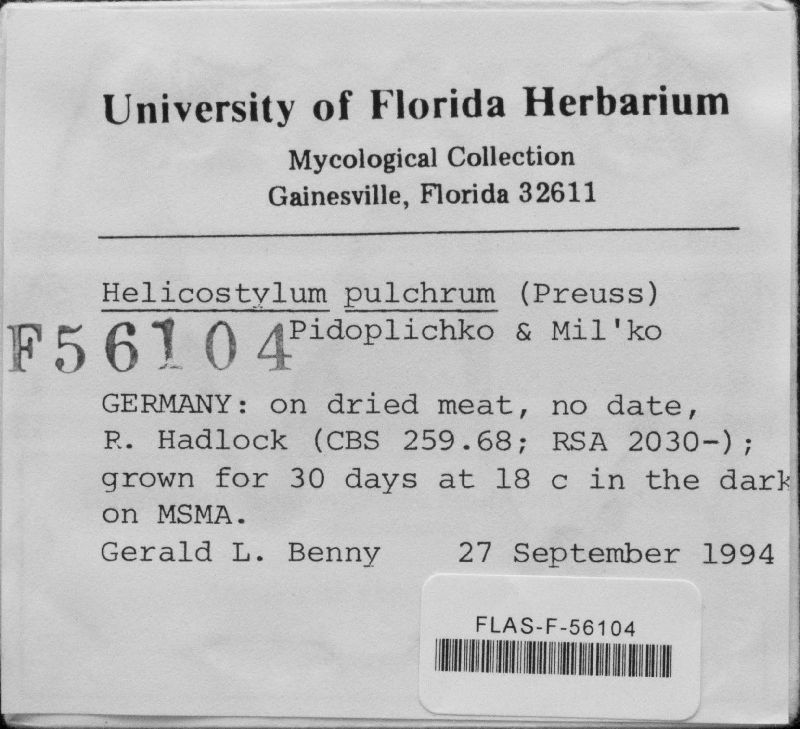 University of Florida Herbarium
Mycological Collection
Gainesville, Florida 32611
Helicostylum pulchrum (Preuss)
F56104 Pidoplichko & Mil'ko
GERMANY: on dried meat, no date,
R. Hadlock (CBS 259.68; RSA 2030-);
grown for 30 days at 18 c in the dark
on MSMA.
Gerald L. Benny 27 September 1994
FLAS-F-56104